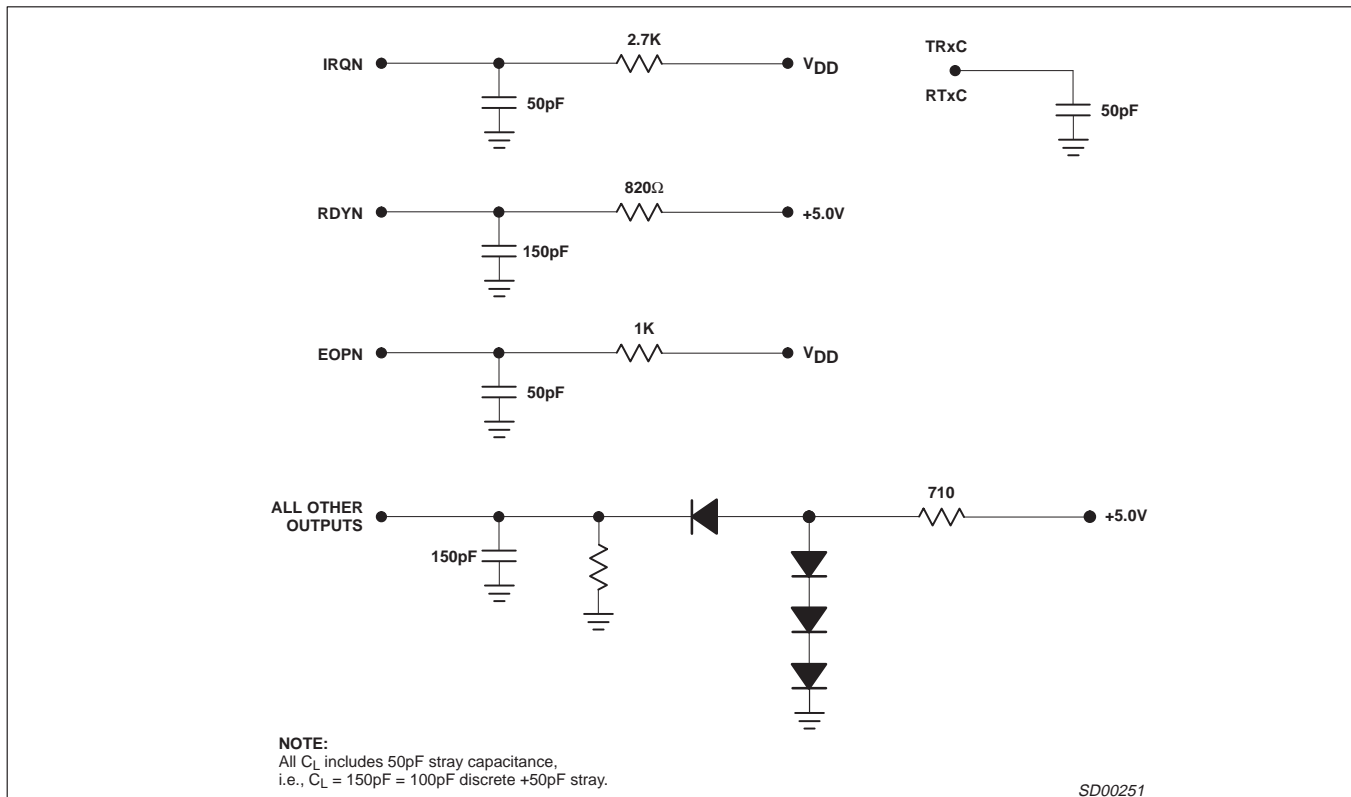 IRQN
2.7K
VDD
50pF
TRxC
RTxC
50pF
RDYN
820Ω
+5.0V
150pF
EOPN
1K
VDD
50pF
ALL OTHER
OUTPUTS
710
+5.0V
150pF
NOTE:
All CL includes 50pF stray capacitance,
i.e., CL = 150pF = 100pF discrete +50pF stray.
SD00251